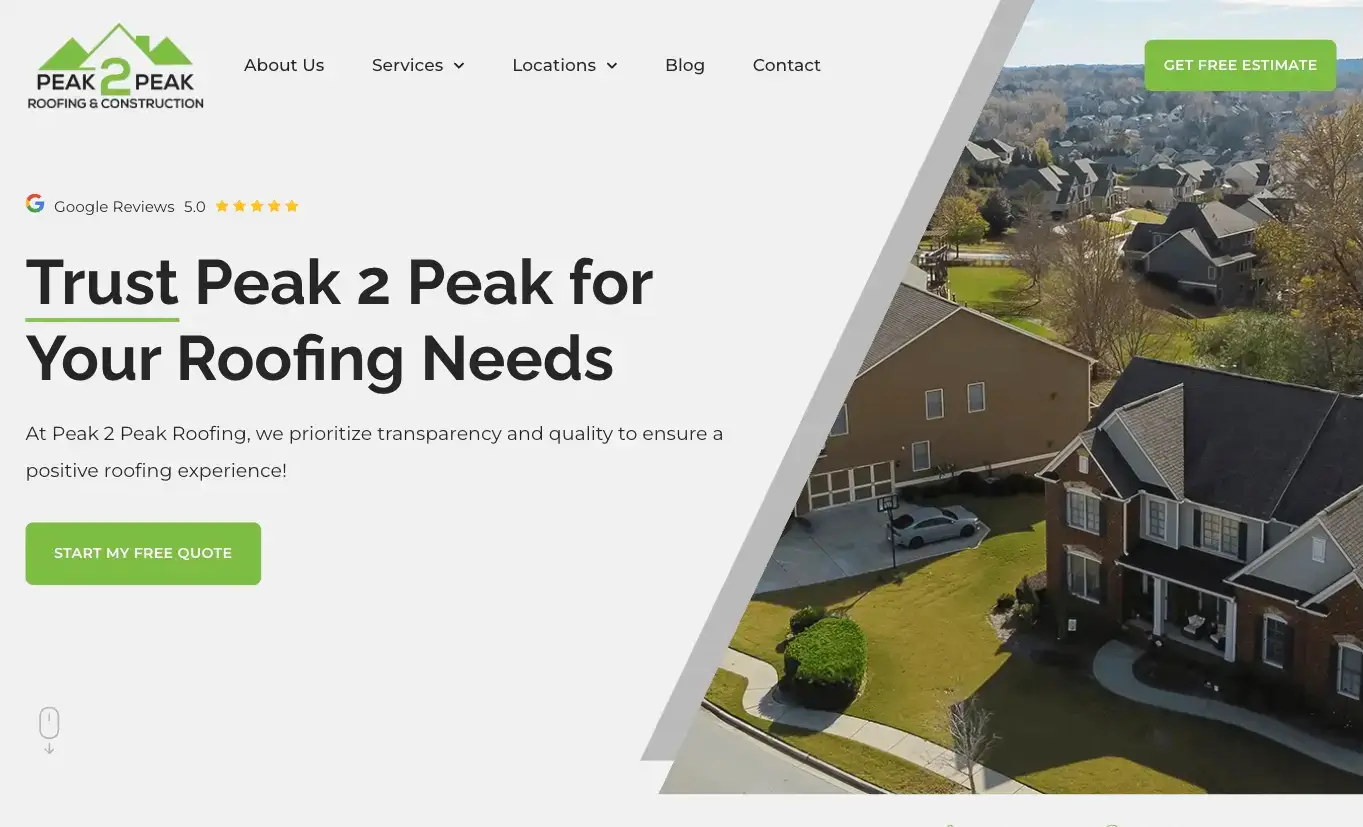 PEAK 2 PEAK
ROOFING & CONSTRUCTION
About Us
Services
Locations
Blog
Contact
GET FREE ESTIMATE
Google Reviews 5.0
Trust Peak 2 Peak for
Your Roofing Needs
At Peak 2 Peak Roofing, we prioritize transparency and quality to ensure a
positive roofing experience!
START MY FREE QUOTE